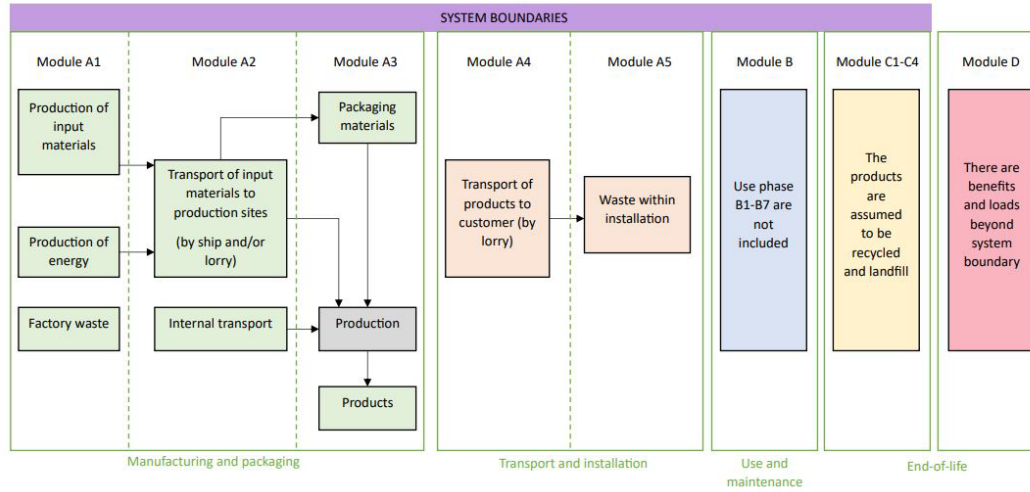 SYSTEM BOUNDARIES
Module A1
Module A2
Module A3
Module A4
Module A5
Module B
Module C1-C4
Module D
Production of
input
materials
Production of
energy
Factory waste
Transport of input
materials to
production sites
(by ship and/or
lorry)
Internal transport
Packaging
materials
Production
Products
Transport of
products to
customer (by
lorry)
Waste within
installation
Use phase
B1-B7 are
not
included
The
products
are
assumed
to be
recycled
and landfill
There are
benefits
and loads
beyond
system
boundary
Manufacturing and packaging
Transport and installation
Use and
maintenance
End-of-life